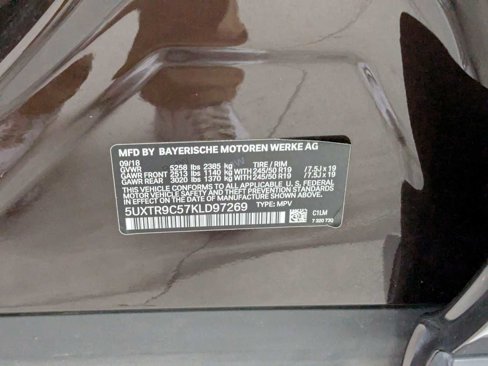 MFD BY BAYERISCHE MOTOREN WERKE AG
09/18
GVWR 5258 lbs 2385 kg TIRE / RIM
GAWR FRONT 2513 lbs 1140 kg WITH 245/50 R19 /7.5J x 19
GAWR REAR 3020 lbs 1370 kg WITH 245/50 R19 /7.5J x 19
THIS VEHICLE CONFORMS TO ALL APPLICABLE
U.S. FEDERAL MOTOR VEHICLE SAFETY
STANDARDS IN EFFECT ON THE DATE OF
MANUFACTURE SHOWN ABOVE.
5UXTR9C57KLD97269 TYPE: MPV
C1LM
7 320 730